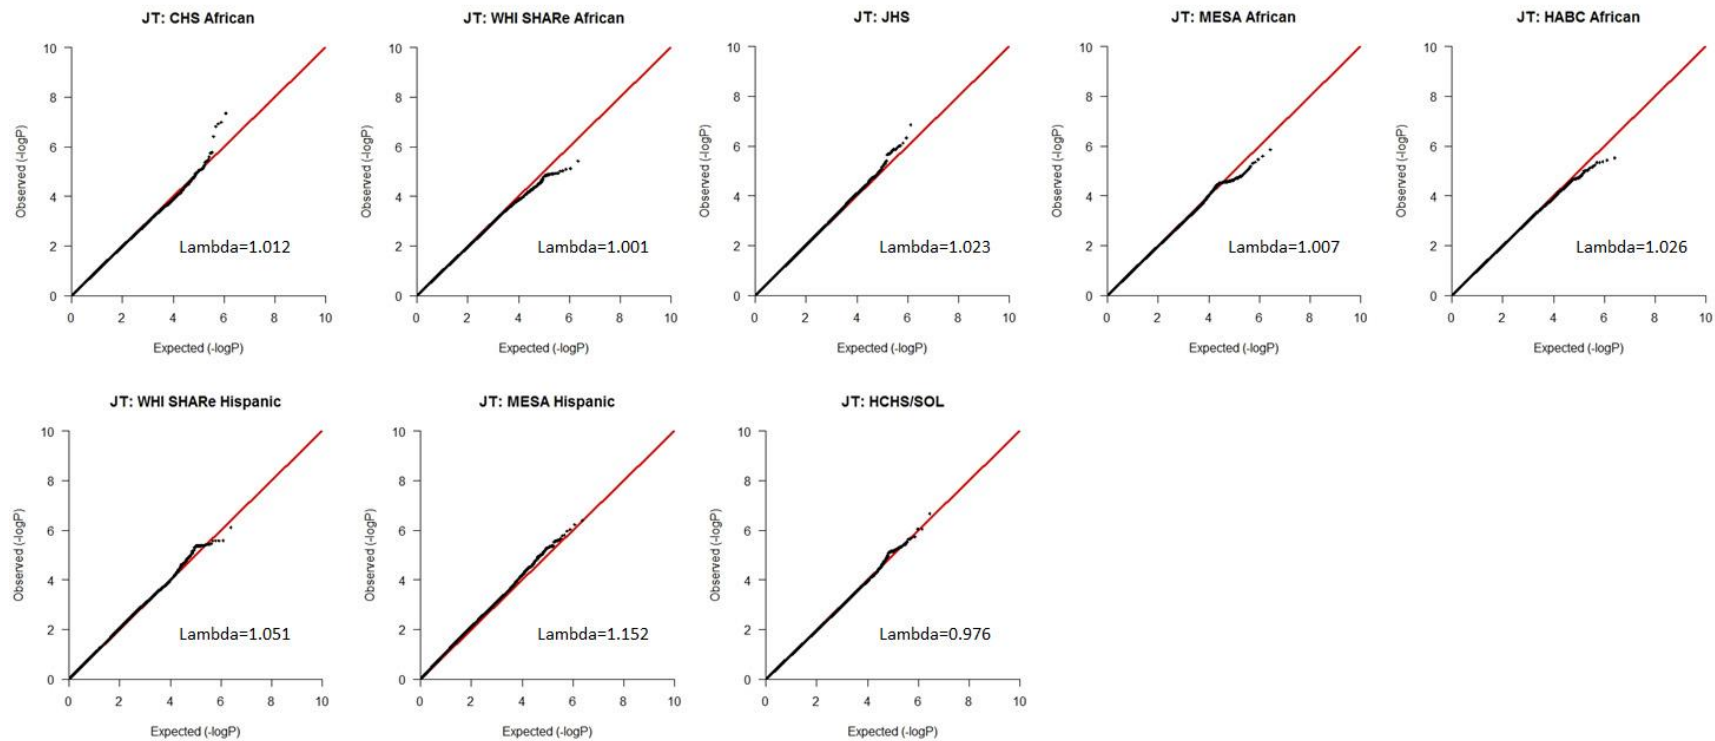 JT: CHS African
JT: WHI SHARe African
JT: JHS
JT: MESA African
JT: HABC African
10
8
6
4
2
0
Observed (-logP)
Lambda=1.012
0 2 4 6 8 10
Expected (-logP)
10
8
6
4
2
0
Observed (-logP)
Lambda=1.001
0 2 4 6 8 10
Expected (-logP)
10
8
6
4
2
0
Observed (-logP)
Lambda=1.023
0 2 4 6 8 10
Expected (-logP)
10
8
6
4
2
0
Observed (-logP)
Lambda=1.007
0 2 4 6 8 10
Expected (-logP)
10
8
6
4
2
0
Observed (-logP)
Lambda=1.026
0 2 4 6 8 10
Expected (-logP)
JT: WHI SHARe Hispanic
JT: MESA Hispanic
JT: HCHS/SOL
10
8
6
4
2
0
Observed (-logP)
Lambda=1.051
0 2 4 6 8 10
Expected (-logP)
10
8
6
4
2
0
Observed (-logP)
Lambda=1.152
0 2 4 6 8 10
Expected (-logP)
10
8
6
4
2
0
Observed (-logP)
Lambda=0.976
0 2 4 6 8 10
Expected (-logP)